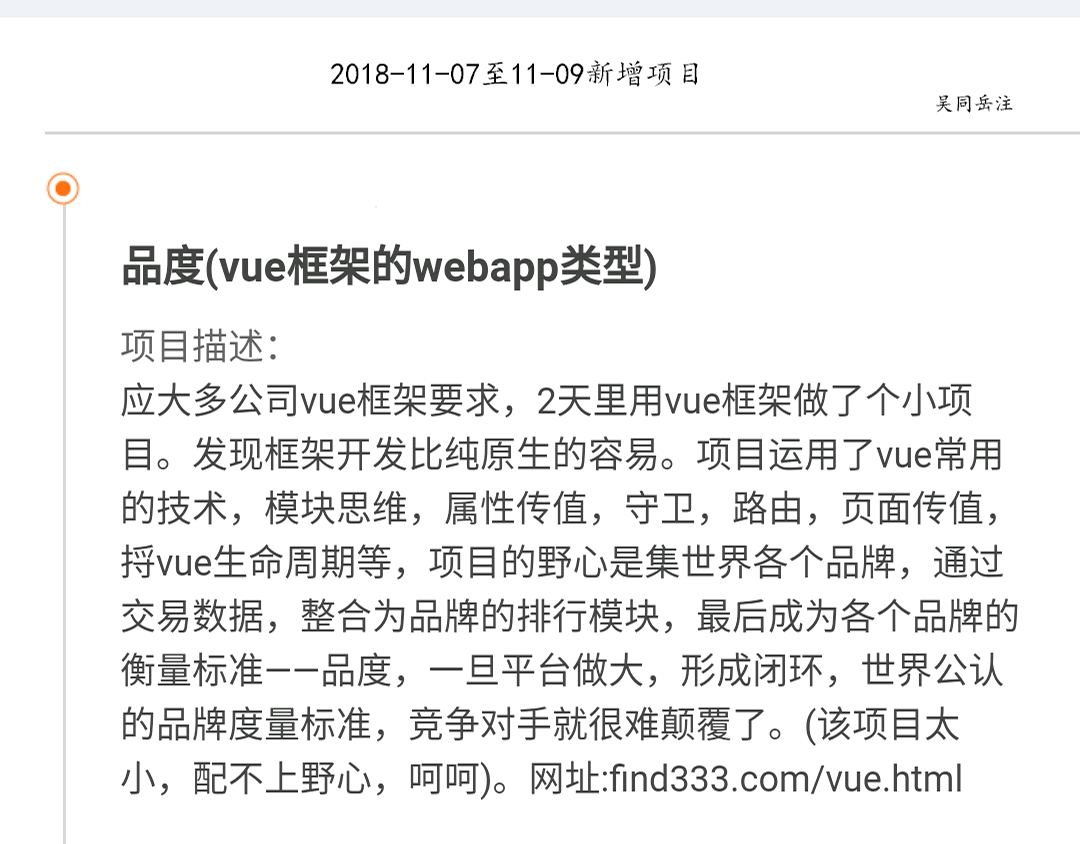 2018-11-07至11-09新增项目
吴同岳注
品度(vue框架的webapp类型)
项目描述：
应大多公司vue框架要求，2天里用vue框架做了个小项
目。发现框架开发比纯原生的容易。项目运用了vue常用
的技术，模块思维，属性传值，守卫，路由，页面传值，
捋vue生命周期等，项目的野心是集世界各个品牌，通过
交易数据，整合为品牌的排行模块，最后成为各个品牌的
衡量标准——品度，一旦平台做大，形成闭环，世界公认
的品牌度量标准，竞争对手就很难颠覆了。(该项目太
小，配不上野心，呵呵)。网址:find333.com/vue.html